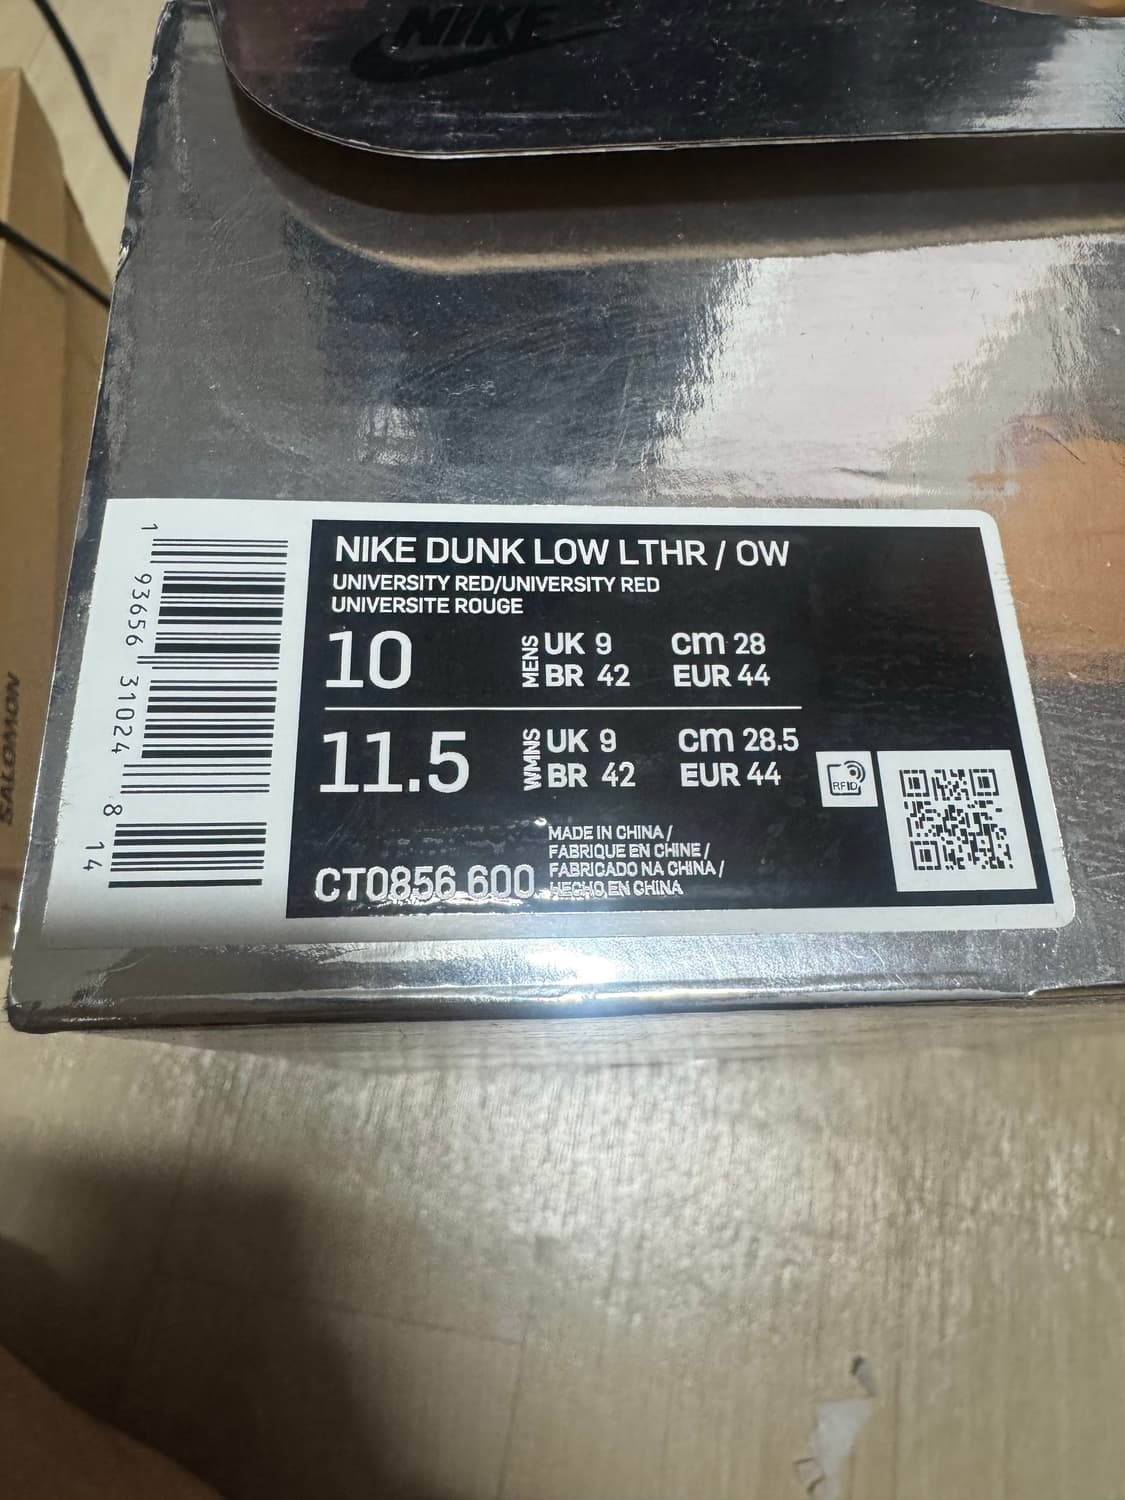 NIKE
SALOMON
NIKE DUNK LOW LTHR / OW
UNIVERSITY RED/UNIVERSITY RED
UNIVERSITE ROUGE
10 MENS UK 9 cm 28
BR 42 EUR 44
11.5 WMNS UK 9 cm 28.5
BR 42 EUR 44
RFID
MADE IN CHINA /
FABRIQUE EN CHINE /
FABRICADO NA CHINA /
HECHO EN CHINA
CT0856 600
1 93656 31024 8 14